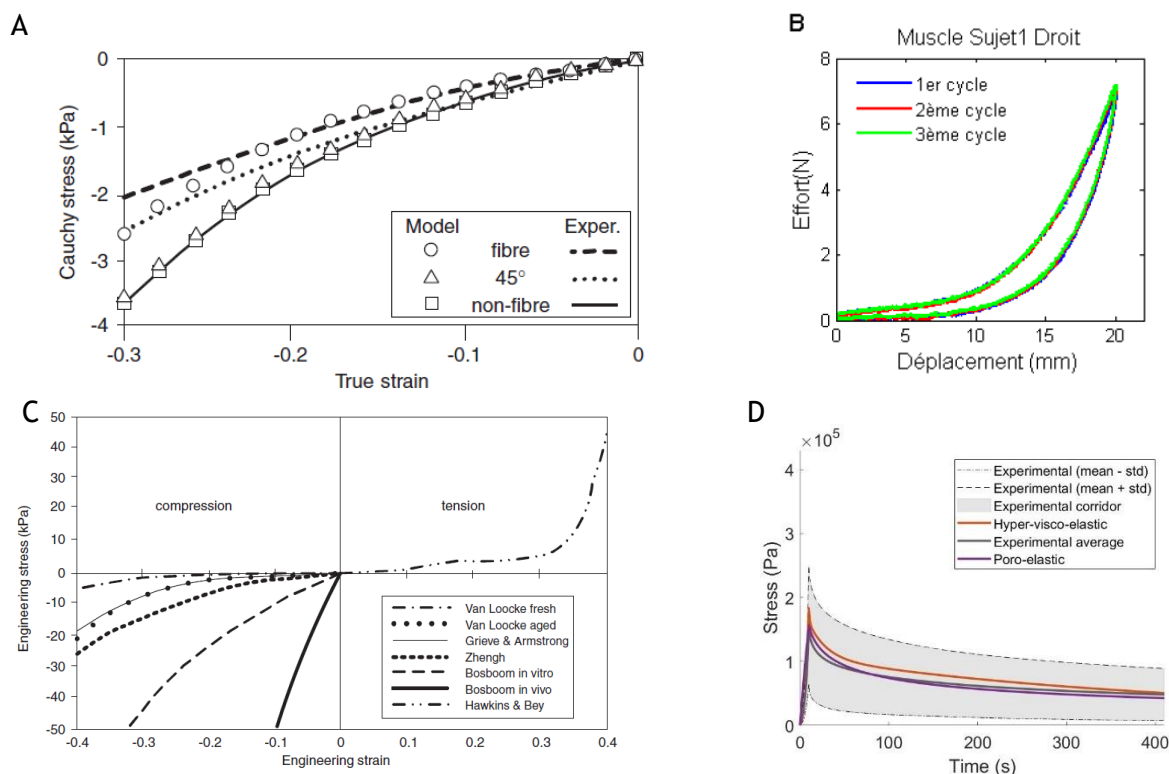 A
0
-1
-2
-3
-4
Cauchy stress (kPa)
-0.3
-0.2
-0.1
0
True strain
Model Exper.
fibre
45°
non-fibre
B
Muscle Sujet1 Droit
8
6
4
2
0
Effort(N)
1er cycle
2ème cycle
3ème cycle
0
5
10
15
20
Déplacement (mm)
C
50
40
30
20
10
0
-10
-20
-30
-40
-50
Engineering stress (kPa)
compression
tension
Van Loocke fresh
Van Loocke aged
Grieve & Armstrong
Zhengh
Bosboom in vitro
Bosboom in vivo
Hawkins & Bey
-0.4
-0.3
-0.2
-0.1
0
0.1
0.2
0.3
0.4
Engineering strain
D
×10⁵
4
3
2
1
0
Stress (Pa)
Experimental (mean - std)
Experimental (mean + std)
Experimental corridor
Hyper-visco-elastic
Experimental average
Poro-elastic
0
100
200
300
400
Time (s)